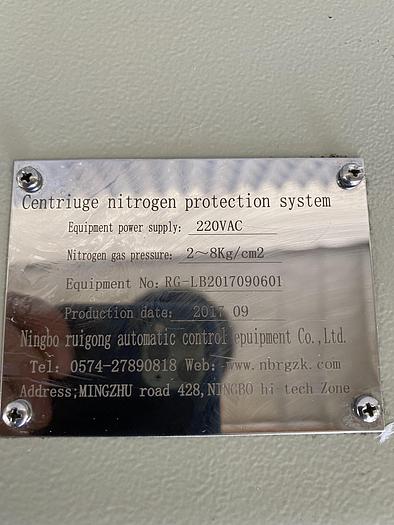 Centriuge nitrogen protection system
Equipment power supply: 220VAC
Nitrogen gas pressure: 2~8Kg/cm2
Equipment No: RG-LB2017090601
Production date: 2017 09
Ningbo ruigong automatic control equipment Co.,Ltd.
Tel: 0574-27890818 Web: www.nbrgzk.com
Address;MINGZHU road 428,NINGBO hi-tech Zone